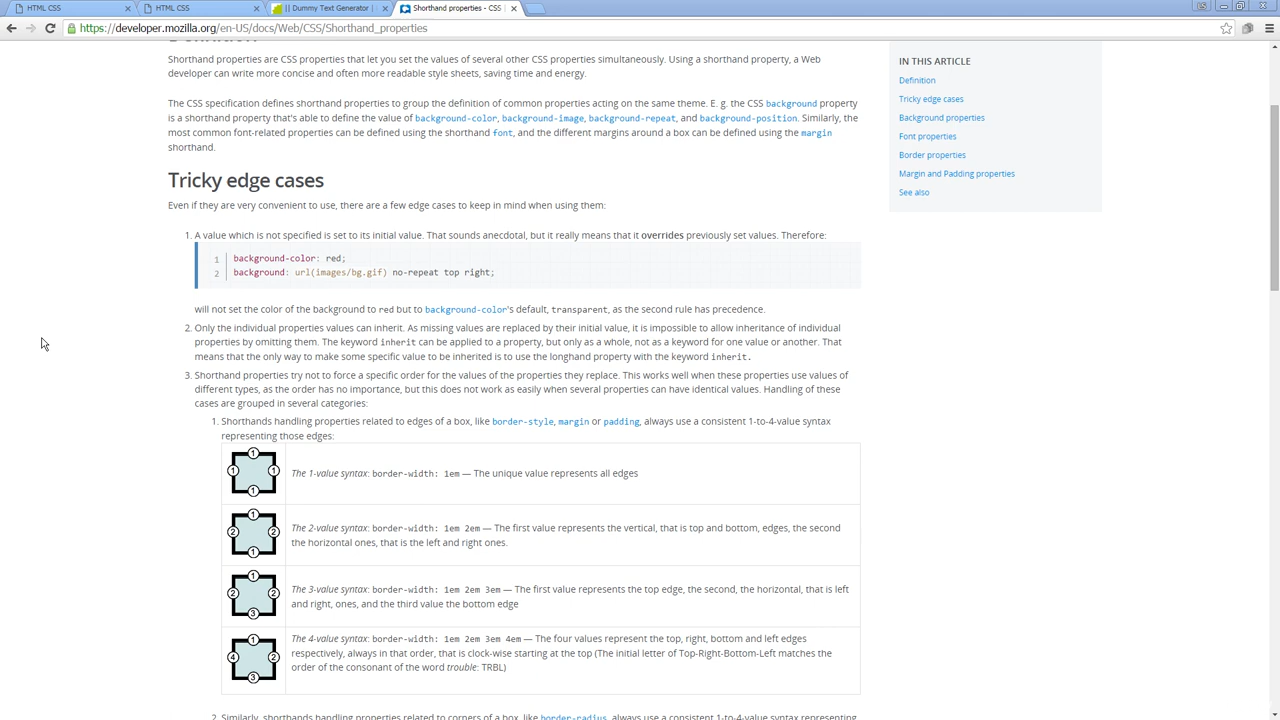 HTML CSS
HTML CSS
|| Dummy Text Generator |
Shorthand properties - CSS
https://developer.mozilla.org/en-US/docs/Web/CSS/Shorthand_properties
Shorthand properties are CSS properties that let you set the values of several other CSS properties simultaneously. Using a shorthand property, a Web
developer can write more concise and often more readable style sheets, saving time and energy.
The CSS specification defines shorthand properties to group the definition of common properties acting on the same theme. E. g. the CSS background property
is a shorthand property that's able to define the value of background-color, background-image, background-repeat, and background-position. Similarly, the
most common font-related properties can be defined using the shorthand font, and the different margins around a box can be defined using the margin
shorthand.
Tricky edge cases
Even if they are very convenient to use, there are a few edge cases to keep in mind when using them:
1. A value which is not specified is set to its initial value. That sounds anecdotal, but it really means that it overrides previously set values. Therefore:
1 background-color: red;
2 background: url(images/bg.gif) no-repeat top right;
will not set the color of the background to red but to background-color's default, transparent, as the second rule has precedence.
2. Only the individual properties values can inherit. As missing values are replaced by their initial value, it is impossible to allow inheritance of individual
properties by omitting them. The keyword inherit can be applied to a property, but only as a whole, not as a keyword for one value or another. That
means that the only way to make some specific value to be inherited is to use the longhand property with the keyword inherit.
3. Shorthand properties try not to force a specific order for the values of the properties they replace. This works well when these properties use values of
different types, as the order has no importance, but this does not work as easily when several properties can have identical values. Handling of these
cases are grouped in several categories:
1. Shorthands handling properties related to edges of a box, like border-style, margin or padding, always use a consistent 1-to-4-value syntax
representing those edges:
1
1 1
1
The 1-value syntax: border-width: 1em — The unique value represents all edges
1
2 2
1
The 2-value syntax: border-width: 1em 2em — The first value represents the vertical, that is top and bottom, edges, the second
the horizontal ones, that is the left and right ones.
1
2 2
3
The 3-value syntax: border-width: 1em 2em 3em — The first value represents the top edge, the second, the horizontal, that is left
and right, ones, and the third value the bottom edge
1
4 2
3
The 4-value syntax: border-width: 1em 2em 3em 4em — The four values represent the top, right, bottom and left edges
respectively, always in that order, that is clock-wise starting at the top (The initial letter of Top-Right-Bottom-Left matches the
order of the consonant of the word trouble: TRBL)
2. Similarly, shorthands handling properties related to corners of a box, like border-radius, always use a consistent 1-to-4-value syntax representing
IN THIS ARTICLE
Definition
Tricky edge cases
Background properties
Font properties
Border properties
Margin and Padding properties
See also